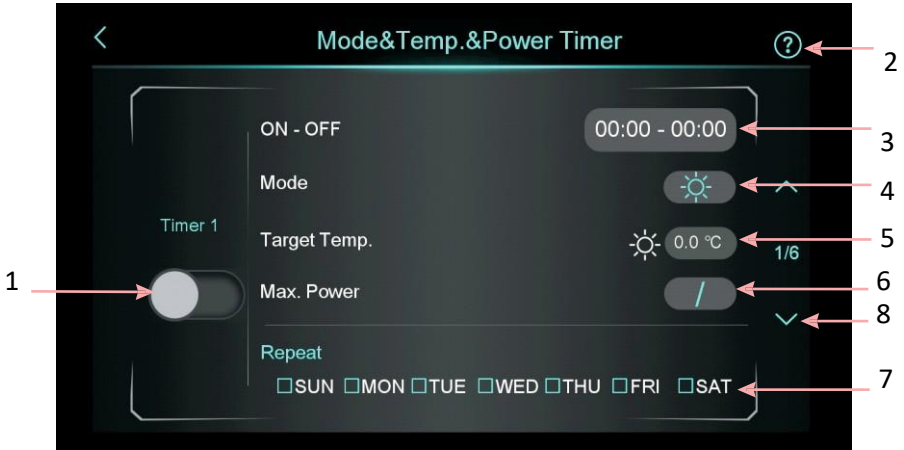 Mode&Temp.&Power Timer
?
2
ON - OFF
00:00 - 00:00
3
Mode
4
Timer 1
Target Temp.
0.0 ℃
5
1/6
1
Max. Power
/
6
8
Repeat
SUN MON TUE WED THU FRI SAT
7